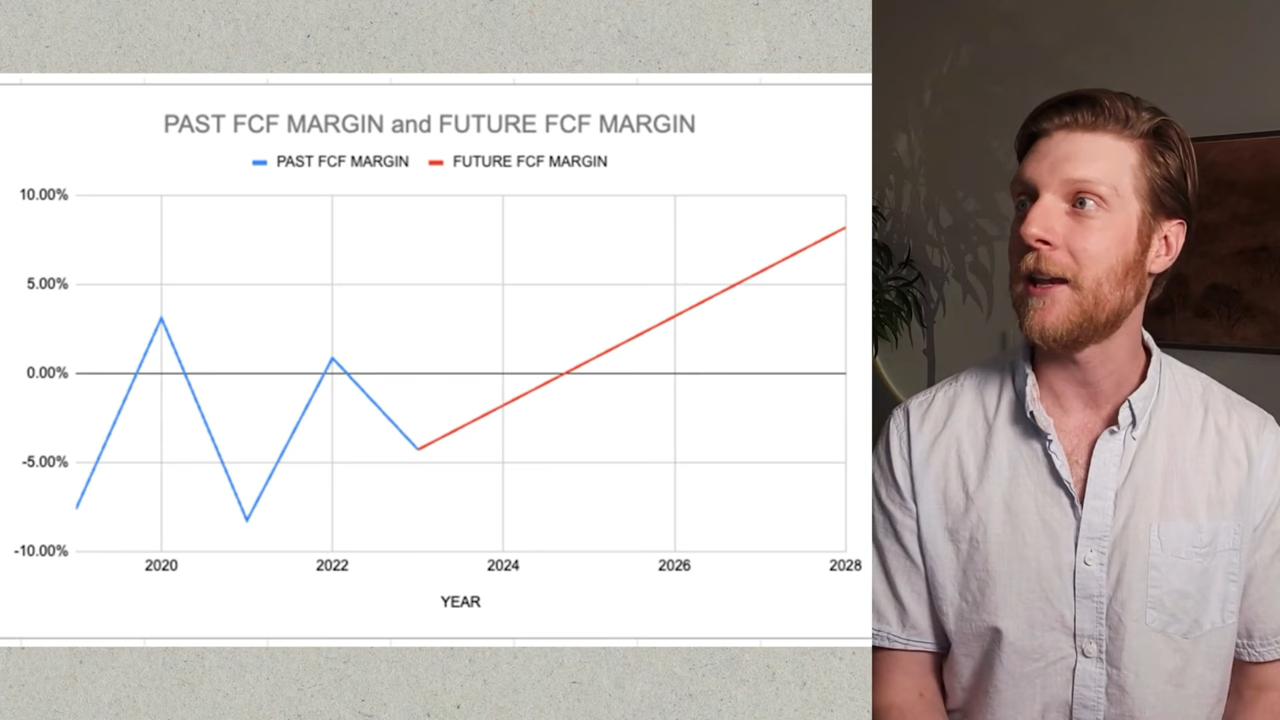 PAST FCF MARGIN and FUTURE FCF MARGIN
PAST FCF MARGIN FUTURE FCF MARGIN
10.00%
5.00%
0.00%
-5.00%
-10.00%
2020 2022 2024 2026 2028
YEAR